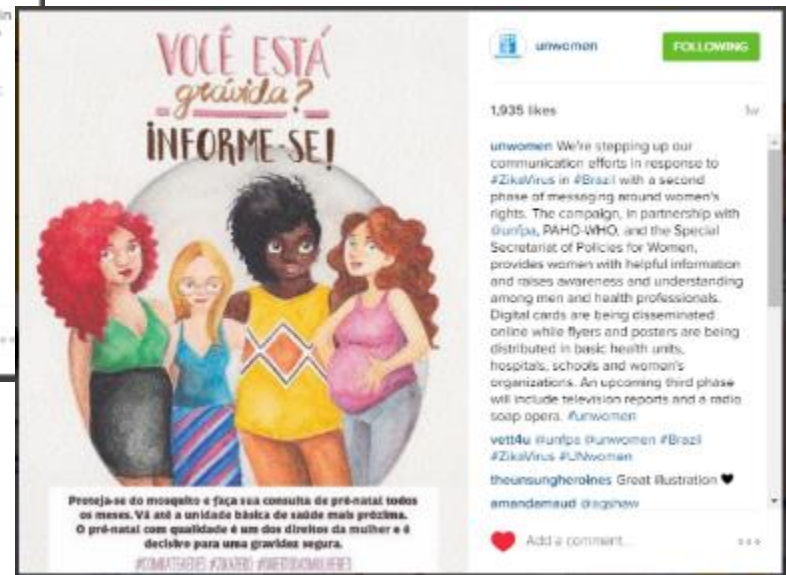 in
VOCÊ ESTÁ
grávida?
INFORME-SE!
Proteja-se do mosquito e faça sua consulta de pré-natal todos
os meses. Vá até a unidade básica de saúde mais próxima.
O pré-natal com qualidade é um dos direitos da mulher e é
decisivo para uma gravidez segura.
#COMBATEAEDES #ZIKAZERO #DIREITODASMULHERES
unwomen
FOLLOWING
1,935 likes
1w
unwomen We're stepping up our
communication efforts in response to
#ZikaVirus in #Brazil with a second
phase of messaging around women's
rights. The campaign, in partnership with
@unfpa, PAHO-WHO, and the Special
Secretariat of Policies for Women,
provides women with helpful information
and raises awareness and understanding
among men and health professionals.
Digital cards are being disseminated
online while flyers and posters are being
distributed in basic health units,
hospitals, schools and women's
organizations. An upcoming third phase
will include television reports and a radio
soap opera. #unwomen
vett4u @unfpa @unwomen #Brazil
#ZikaVirus #UNwomen
theunsungheroines Great illustration 🖤
amandamaud @agshaw
Add a comment...